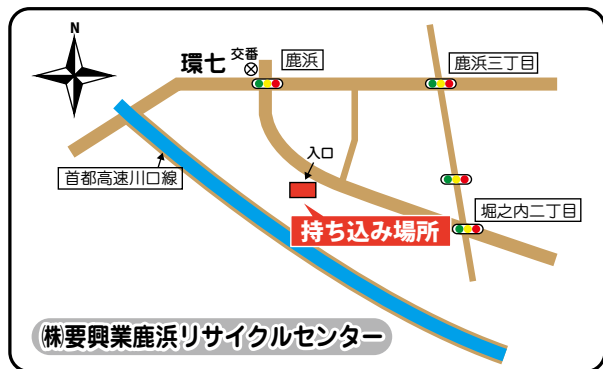 N
環七
交番
鹿浜
鹿浜三丁目
入口
首都高速川口線
堀之内二丁目
持ち込み場所
㈱要興業鹿浜リサイクルセンター